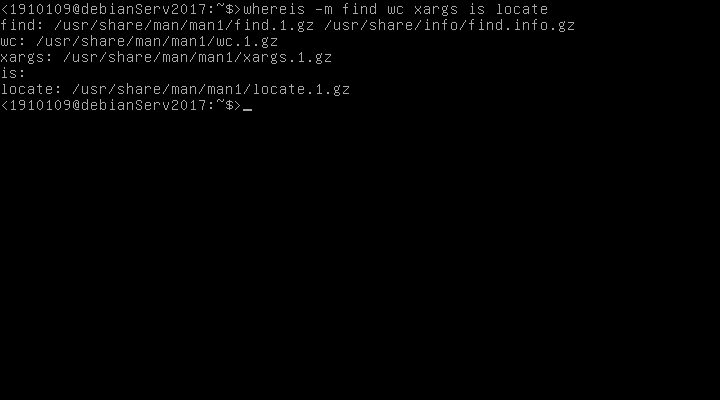 <1910109@debianServ2017:~$>whereis -m find wc xargs is locate
find: /usr/share/man/man1/find.1.gz /usr/share/info/find.info.gz
wc: /usr/share/man/man1/wc.1.gz
xargs: /usr/share/man/man1/xargs.1.gz
is:
locate: /usr/share/man/man1/locate.1.gz
<1910109@debianServ2017:~$>_